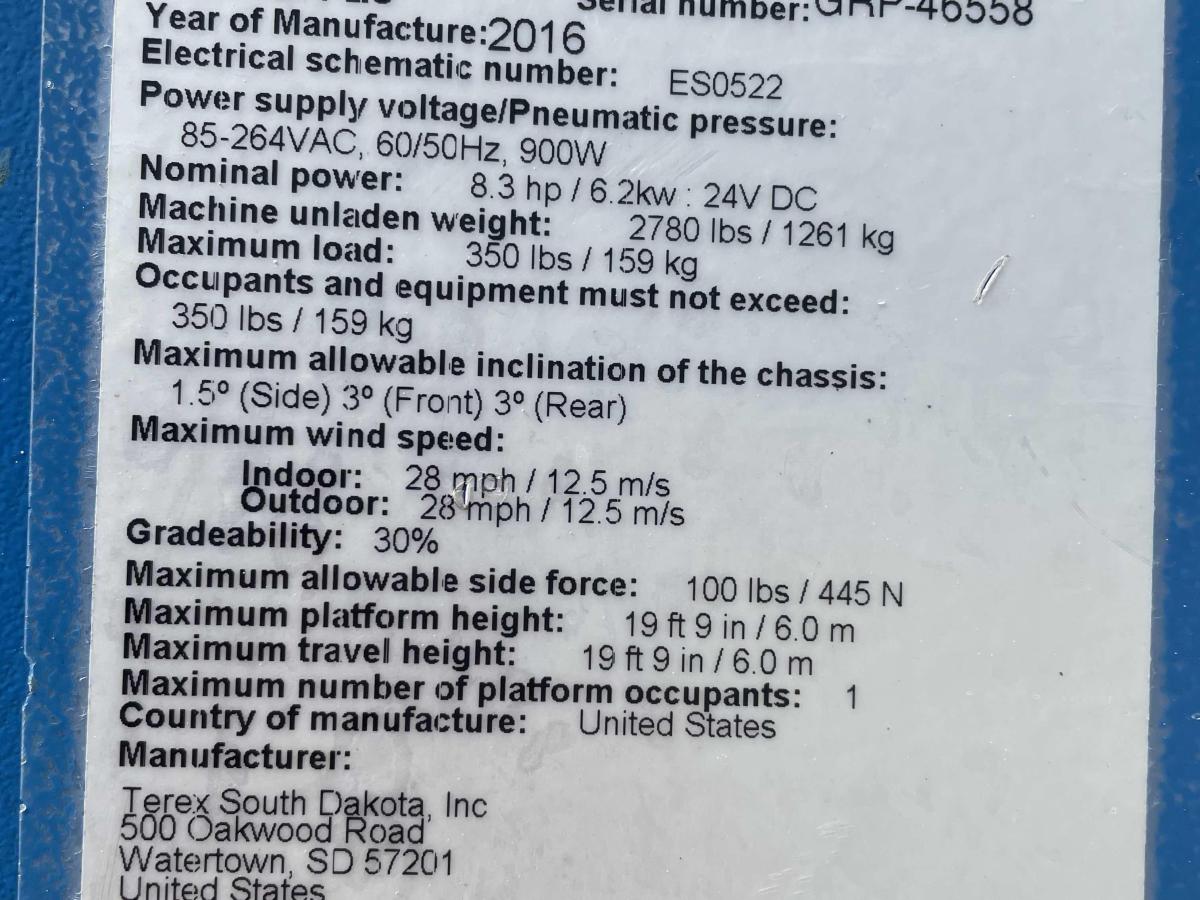 Serial number: GRP-46558
Year of Manufacture: 2016
Electrical schematic number: ES0522
Power supply voltage/Pneumatic pressure:
85-264VAC, 60/50Hz, 900W
Nominal power: 8.3 hp / 6.2kw : 24V DC
Machine unladen weight: 2780 lbs / 1261 kg
Maximum load: 350 lbs / 159 kg
Occupants and equipment must not exceed:
350 lbs / 159 kg
Maximum allowable inclination of the chassis:
1.5º (Side) 3º (Front) 3º (Rear)
Maximum wind speed:
Indoor: 28 mph / 12.5 m/s
Outdoor: 28 mph / 12.5 m/s
Gradeability: 30%
Maximum allowable side force: 100 lbs / 445 N
Maximum platform height: 19 ft 9 in / 6.0 m
Maximum travel height: 19 ft 9 in / 6.0 m
Maximum number of platform occupants: 1
Country of manufacture: United States
Manufacturer:
Terex South Dakota, Inc
500 Oakwood Road
Watertown, SD 57201
United States